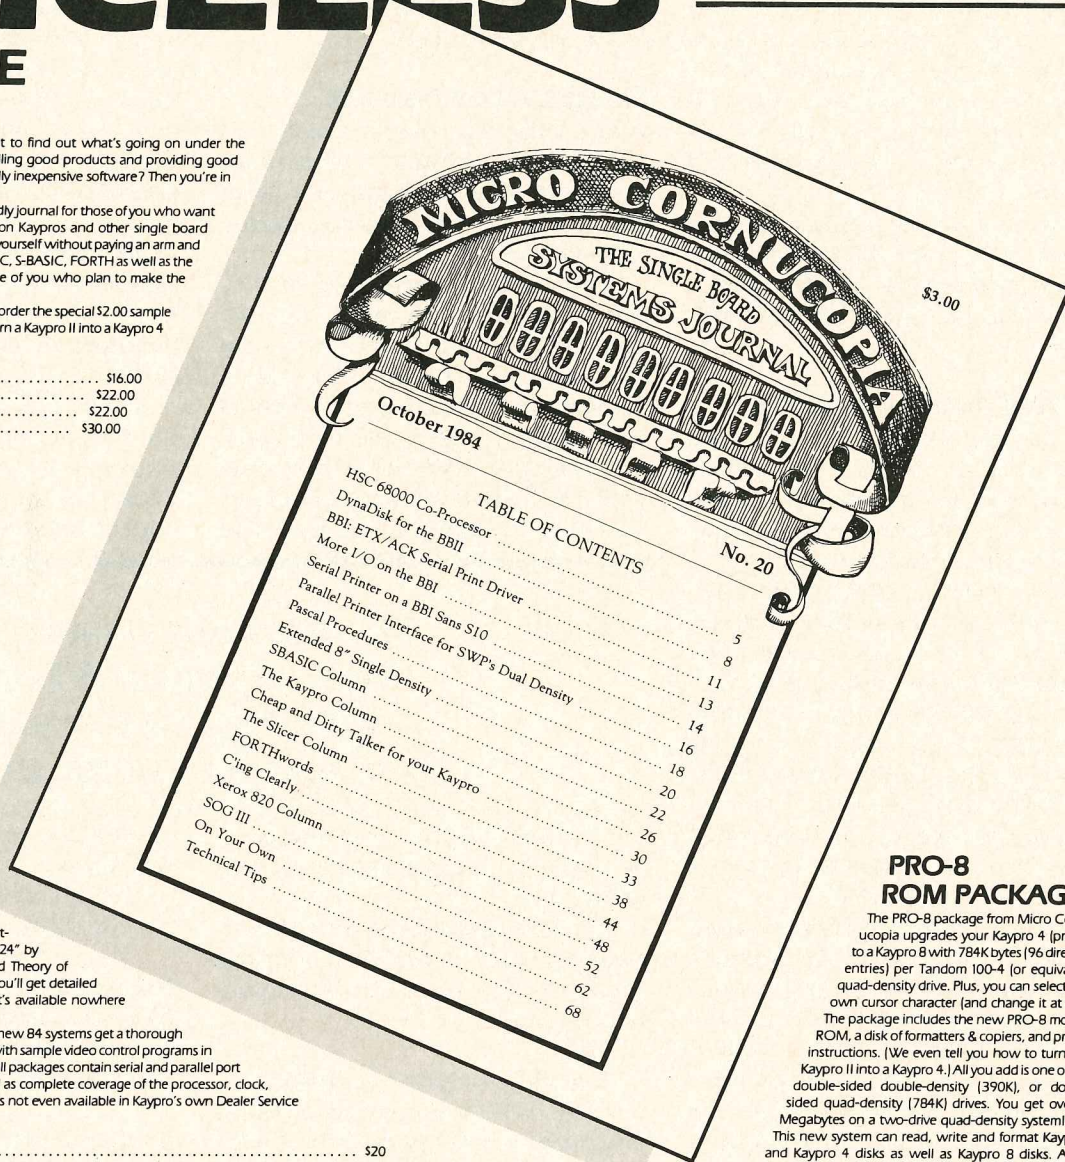 CELESS
E
t to find out what's going on under the
ling good products and providing good
ly inexpensive software? Then you're in
dly journal for those of you who want
on Kaypros and other single board
yourself without paying an arm and
C, S-BASIC, FORTH as well as the
e of you who plan to make the
order the special $2.00 sample
rn a Kaypro II into a Kaypro 4
............... $16.00
............... $22.00
............... $22.00
............... $30.00
MICRO CORNUCOPIA
THE SINGLE BOARD
SYSTEMS JOURNAL
$3.00
October 1984
No. 20
TABLE OF CONTENTS
HSC 68000 Co-Processor ............... 5
DynaDisk for the BBII ............... 8
BBI: ETX/ACK Serial Print Driver ............... 11
More I/O on the BBI ............... 13
Serial Printer on a BBI Sans S10 ............... 14
Parallel Printer Interface for SWP's Dual Density ............... 16
Pascal Procedures ............... 18
Extended 8" Single Density ............... 20
SBASIC Column ............... 22
The Kaypro Column ............... 26
Cheap and Dirty Talker for your Kaypro ............... 30
The Slicer Column ............... 33
FORTHwords ............... 38
C'ing Clearly ............... 44
Xerox 820 Column ............... 48
SOG III ............... 52
On Your Own ............... 62
Technical Tips ............... 68
t-
24" by
d Theory of
ou'll get detailed
t's available nowhere
new 84 systems get a thorough
with sample video control programs in
ll packages contain serial and parallel port
as complete coverage of the processor, clock,
s not even available in Kaypro's own Dealer Service
............... $20
PRO-8
ROM PACKAG
The PRO-8 package from Micro C
ucopia upgrades your Kaypro 4 (pr
to a Kaypro 8 with 784K bytes (96 dire
entries) per Tandom 100-4 (or equiva
quad-density drive. Plus, you can select
own cursor character (and change it at
The package includes the new PRO-8 mo
ROM, a disk of formatters & copiers, and pr
instructions. (We even tell you how to turn
Kaypro II into a Kaypro 4.) All you add is one o
double-sided double-density (390K), or do
sided quad-density (784K) drives. You get ov
Megabytes on a two-drive quad-density system!
This new system can read, write and format Kay
and Kaypro 4 disks as well as Kaypro 8 disks. A